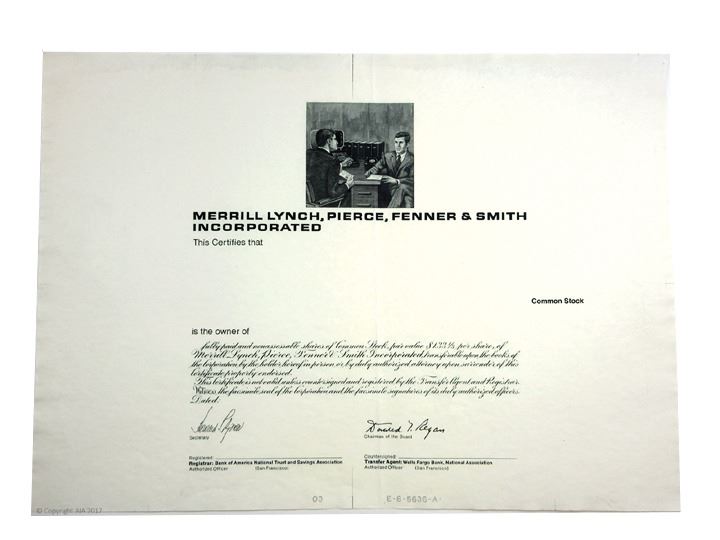 MERRILL LYNCH, PIERCE, FENNER & SMITH
INCORPORATED
This Certifies that
Common Stock
is the owner of
fully paid and nonassessable shares of Common Stock, par value $1.33⅓ per share, of
Merrill Lynch, Pierce, Fenner & Smith Incorporated, transferable upon the books of
the Corporation by the holder hereof in person or by duly authorized attorney upon surrender of this
certificate properly endorsed.
This certificate is not valid unless countersigned and registered by the Transfer Agent and Registrar.
Witness the facsimile seal of the Corporation and the facsimile signatures of its duly authorized officers.
Dated:
Donald T. Regan
Secretary
Chairman of the Board
Registered:
Registrar: Bank of America National Trust and Savings Association
Authorized Officer (San Francisco)
Countersigned:
Transfer Agent: Wells Fargo Bank, National Association
Authorized Officer (San Francisco)
03
E-6-5636-A
© Copyright AIA 2017